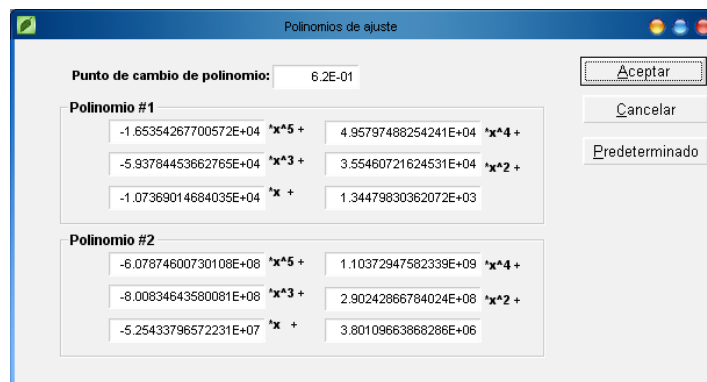 Polinomios de ajuste
Punto de cambio de polinomio: 6.2E-01
Aceptar
Cancelar
Predeterminado
Polinomio #1
-1.65354267700572E+04 *x^5 + 4.95797488254241E+04 *x^4 +
-5.93784453662765E+04 *x^3 + 3.55460721624531E+04 *x^2 +
-1.07369014684035E+04 *x + 1.34479830362072E+03
Polinomio #2
-6.07874600730108E+08 *x^5 + 1.10372947582339E+09 *x^4 +
-8.00834643580081E+08 *x^3 + 2.90242866784024E+08 *x^2 +
-5.25433796572231E+07 *x + 3.80109663868286E+06